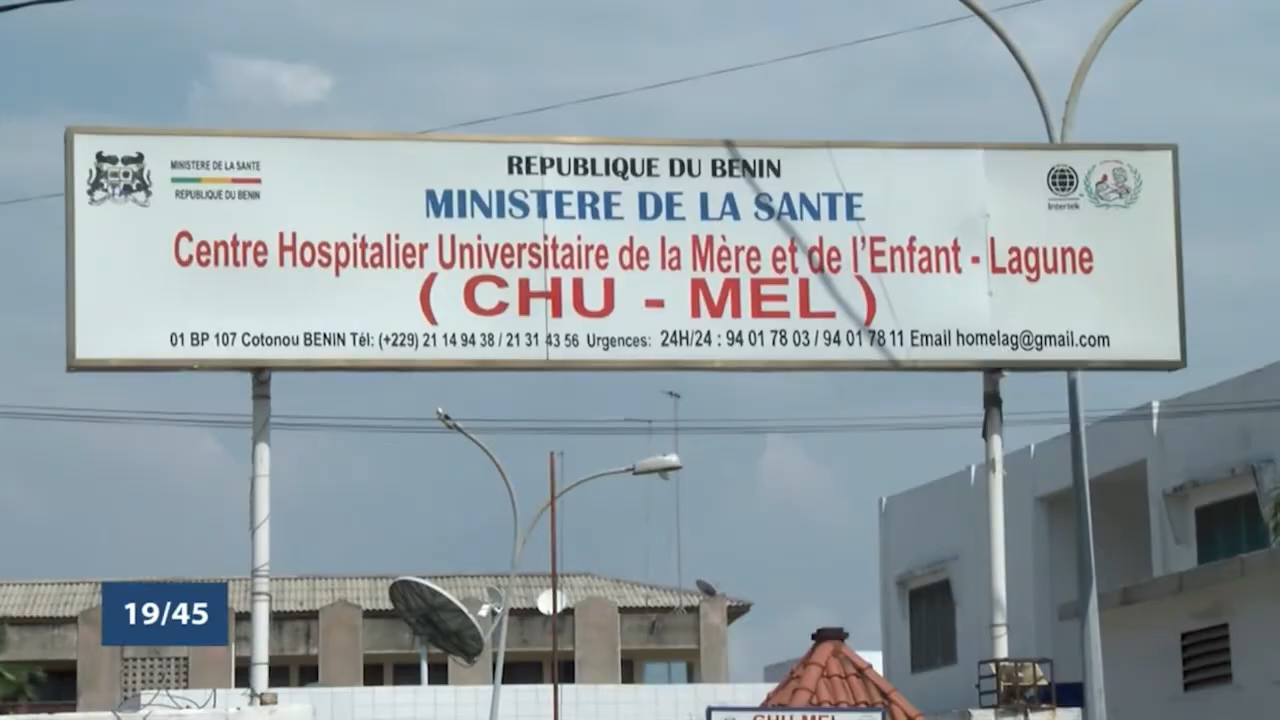 MINISTERE DE LA SANTE
REPUBLIQUE DU BENIN
REPUBLIQUE DU BENIN
MINISTERE DE LA SANTE
Intertek
Centre Hospitalier Universitaire de la Mère et de l'Enfant - Lagune
( CHU - MEL )
01 BP 107 Cotonou BENIN Tél: (+229) 21 14 94 38 / 21 31 43 56 Urgences: 24H/24 : 94 01 78 03 / 94 01 78 11 Email homelag@gmail.com
19/45
CHU-MEL